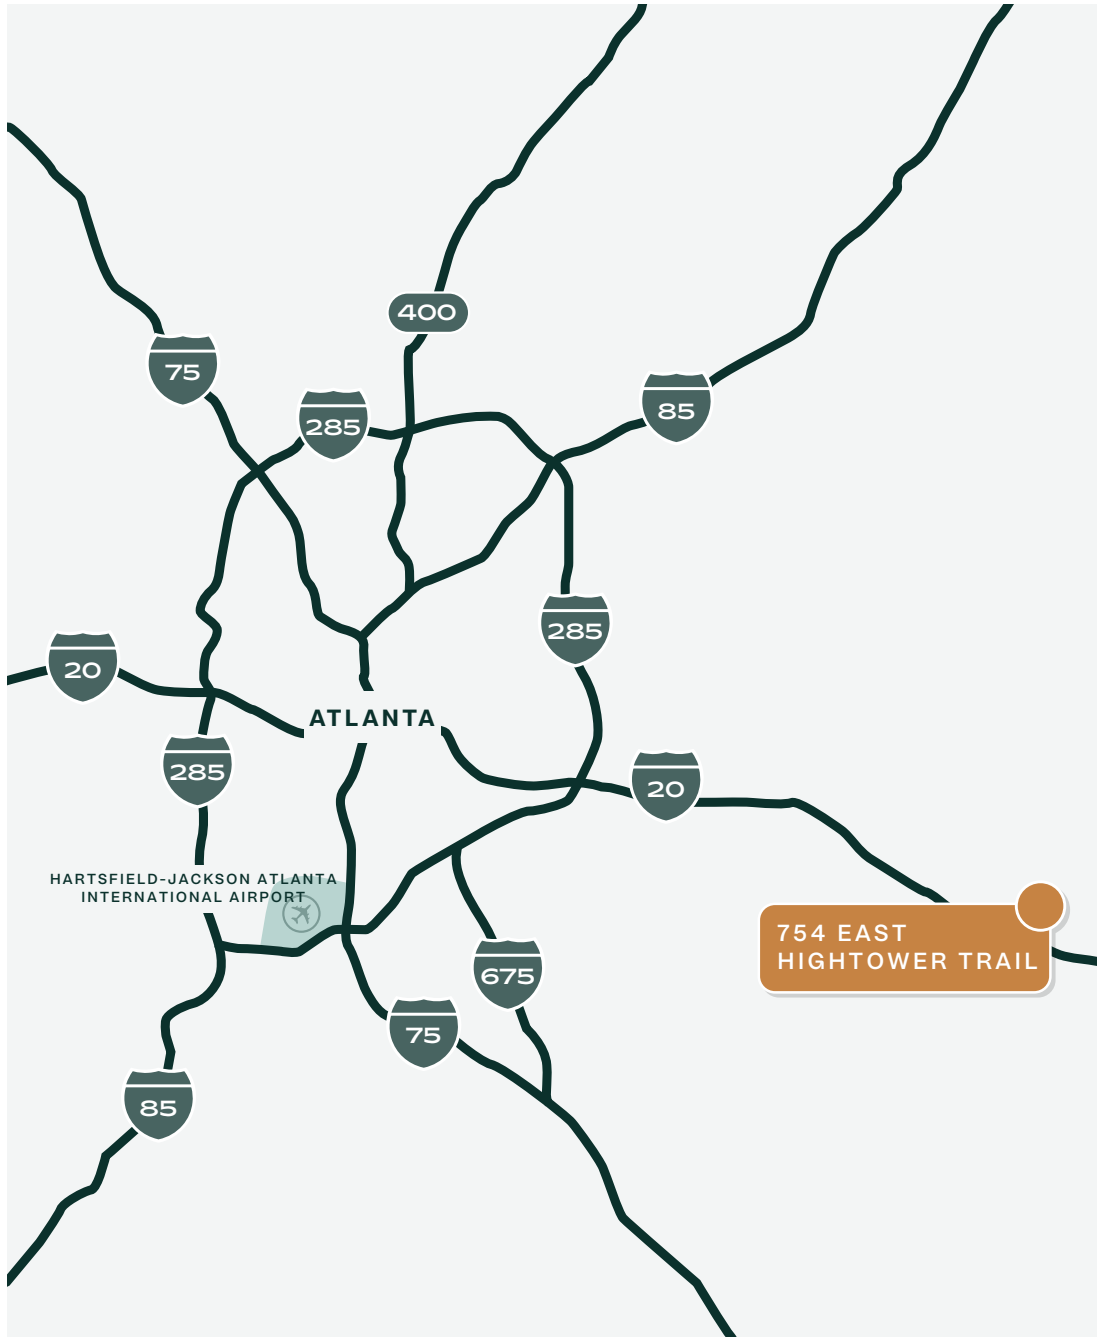 400
75
85
285
285
20
ATLANTA
285
20
HARTSFIELD-JACKSON ATLANTA
INTERNATIONAL AIRPORT
754 EAST
HIGHTOWER TRAIL
675
75
85